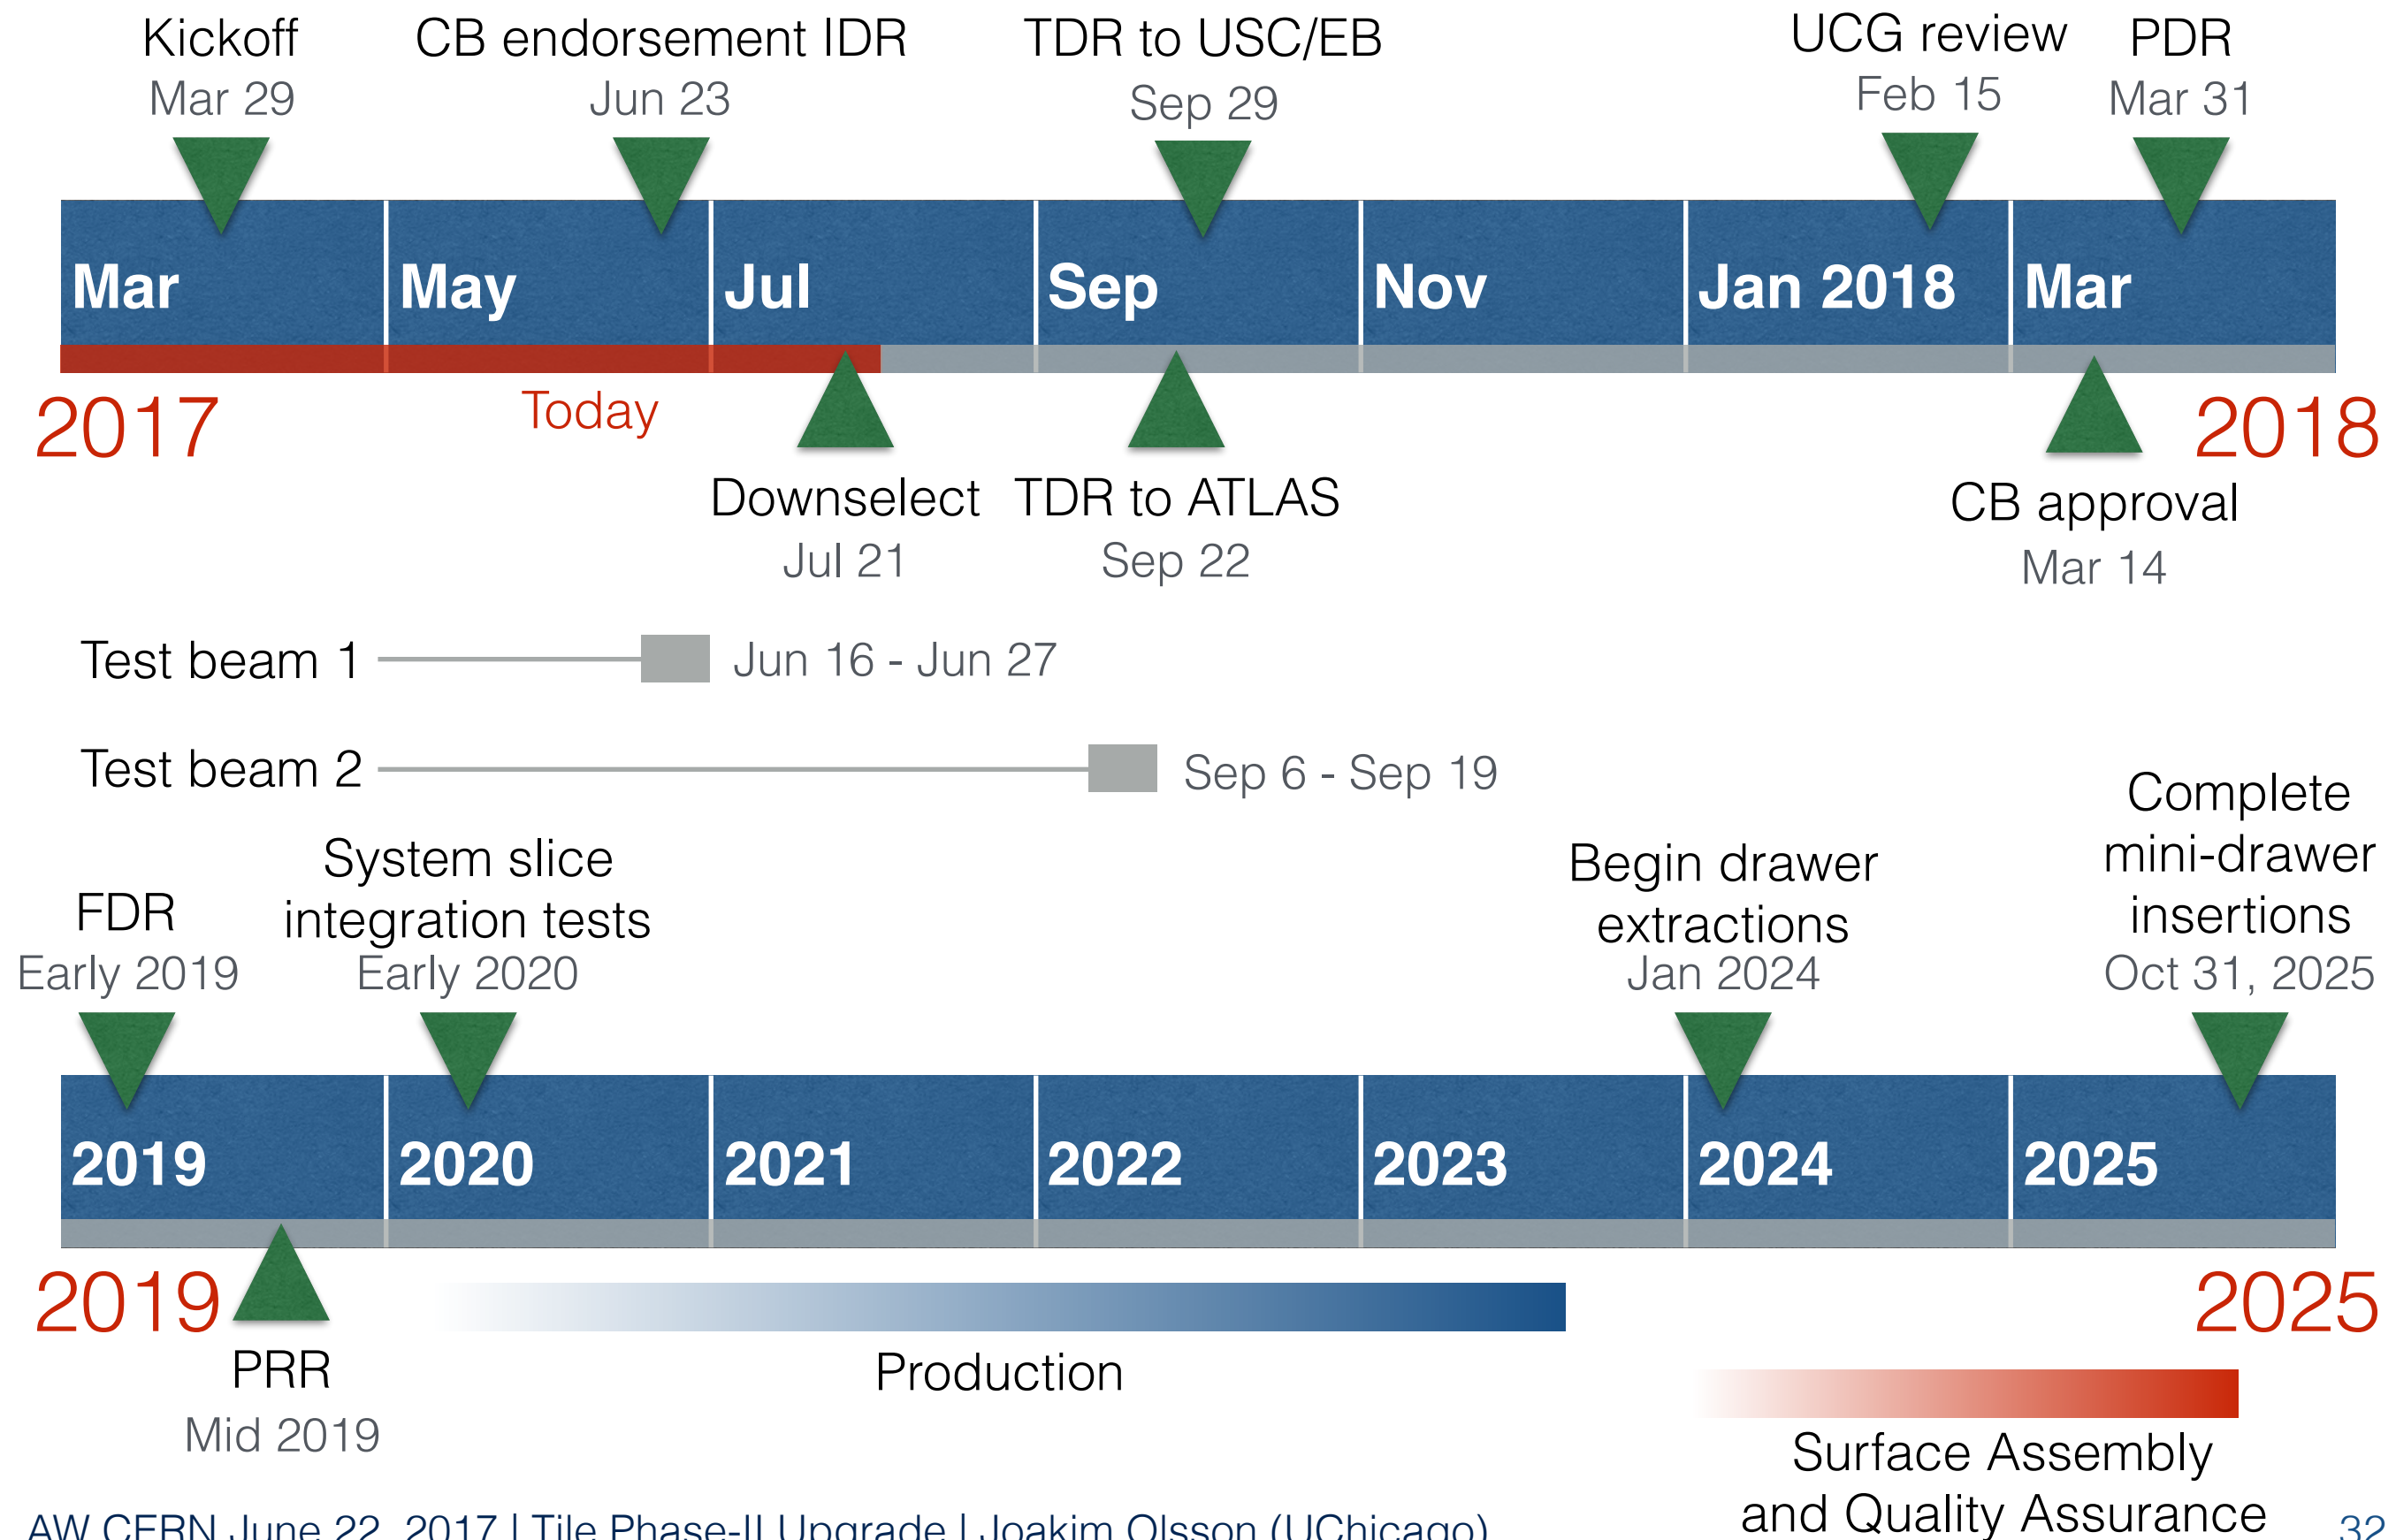 Kickoff
Mar 29
CB endorsement IDR
Jun 23
TDR to USC/EB
Sep 29
UCG review
Feb 15
PDR
Mar 31
Mar
May
Jul
Sep
Nov
Jan 2018
Mar
2017
Today
2018
Downselect
Jul 21
TDR to ATLAS
Sep 22
CB approval
Mar 14
Test beam 1
Jun 16 - Jun 27
Test beam 2
Sep 6 - Sep 19
FDR
Early 2019
System slice
integration tests
Early 2020
Begin drawer
extractions
Jan 2024
Complete
mini-drawer
insertions
Oct 31, 2025
2019
2020
2021
2022
2023
2024
2025
2019
2025
PRR
Mid 2019
Production
Surface Assembly
and Quality Assurance
AW CERN June 22, 2017 | Tile Phase-II Upgrade | Joakim Olsson (UChicago)
32